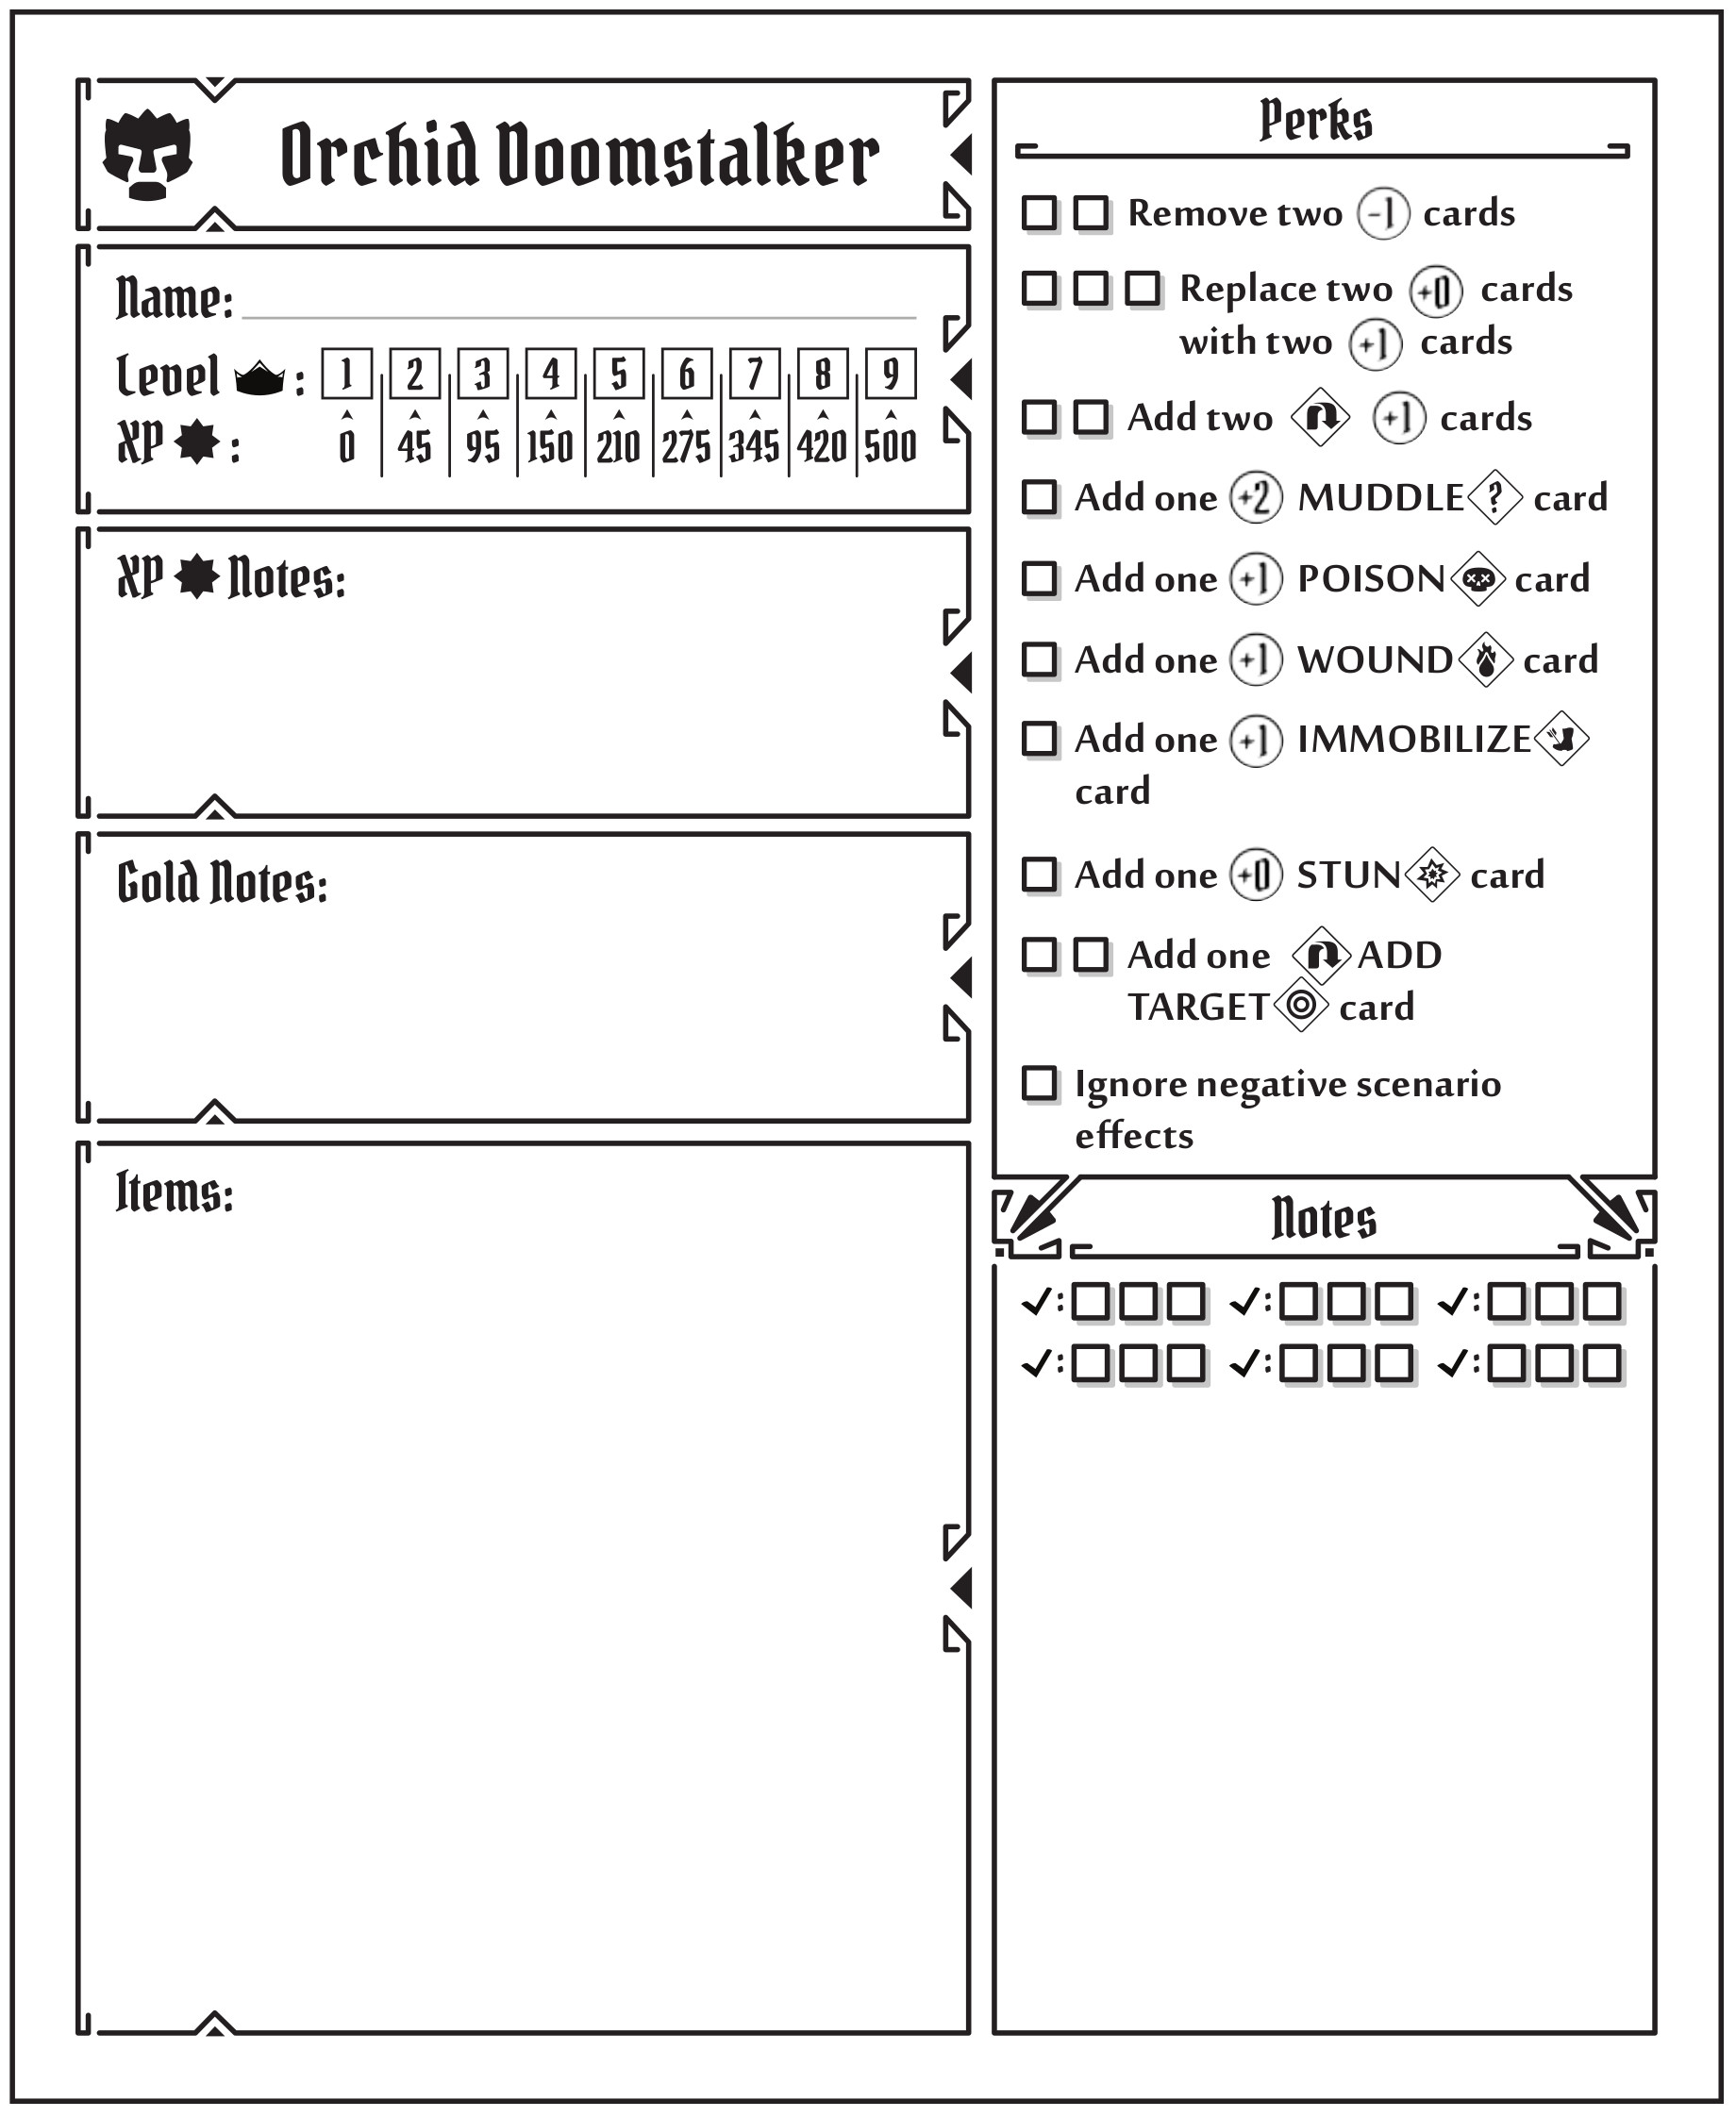 Orchid Doomstalker
Name:
Level :
1 2 3 4 5 6 7 8 9
XP :
0 45 95 150 210 275 345 420 500
XP Notes:
Gold Notes:
Items:
Perks
Remove two -1 cards
Replace two +0 cards
with two +1 cards
Add two +1 cards
Add one +2 MUDDLE ? card
Add one +1 POISON card
Add one +1 WOUND card
Add one +1 IMMOBILIZE
card
Add one +0 STUN card
Add one ADD
TARGET card
Ignore negative scenario
effects
Notes
✓: ✓: ✓:
✓: ✓: ✓: